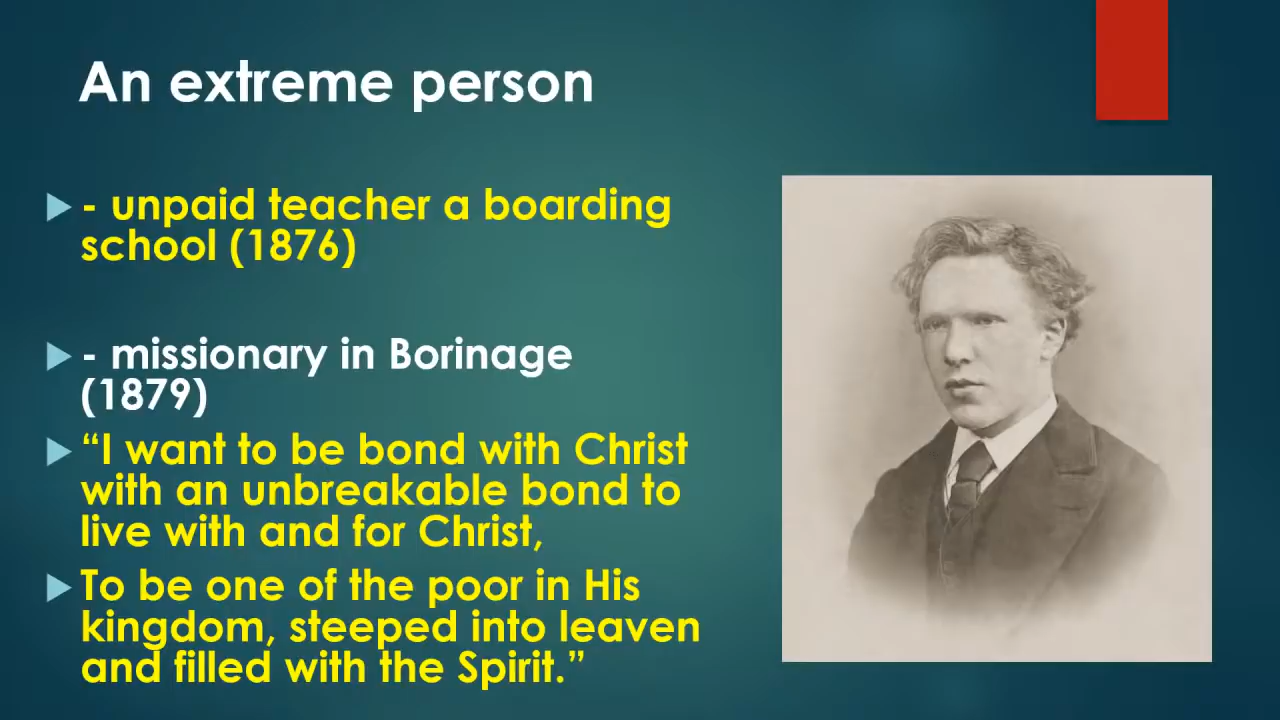 An extreme person
- unpaid teacher a boarding
school (1876)
- missionary in Borinage
(1879)
“I want to be bond with Christ
with an unbreakable bond to
live with and for Christ,
To be one of the poor in His
kingdom, steeped into leaven
and filled with the Spirit.”